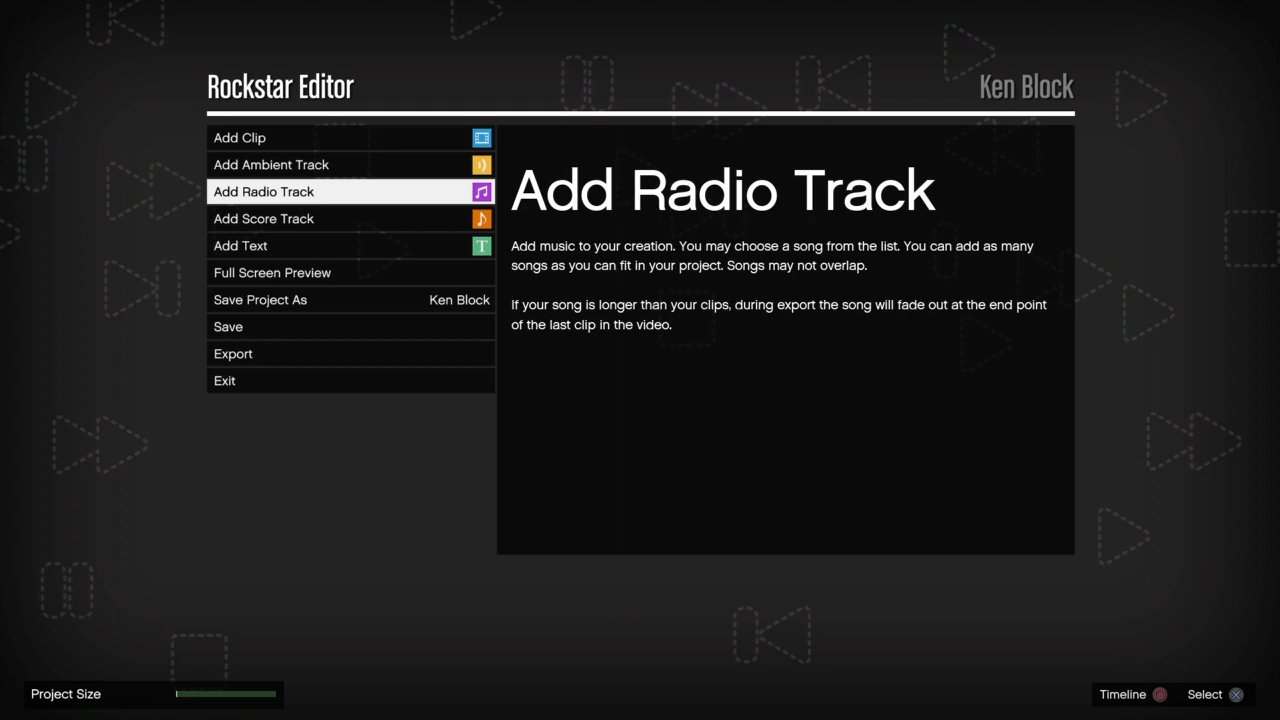 Rockstar Editor
Ken Block
Add Clip
Add Ambient Track
Add Radio Track
Add Score Track
Add Text
T
Full Screen Preview
Save Project As
Ken Block
Save
Export
Exit
Add Radio Track
Add music to your creation. You may choose a song from the list. You can add as many
songs as you can fit in your project. Songs may not overlap.
If your song is longer than your clips, during export the song will fade out at the end point
of the last clip in the video.
Project Size
Timeline
Select